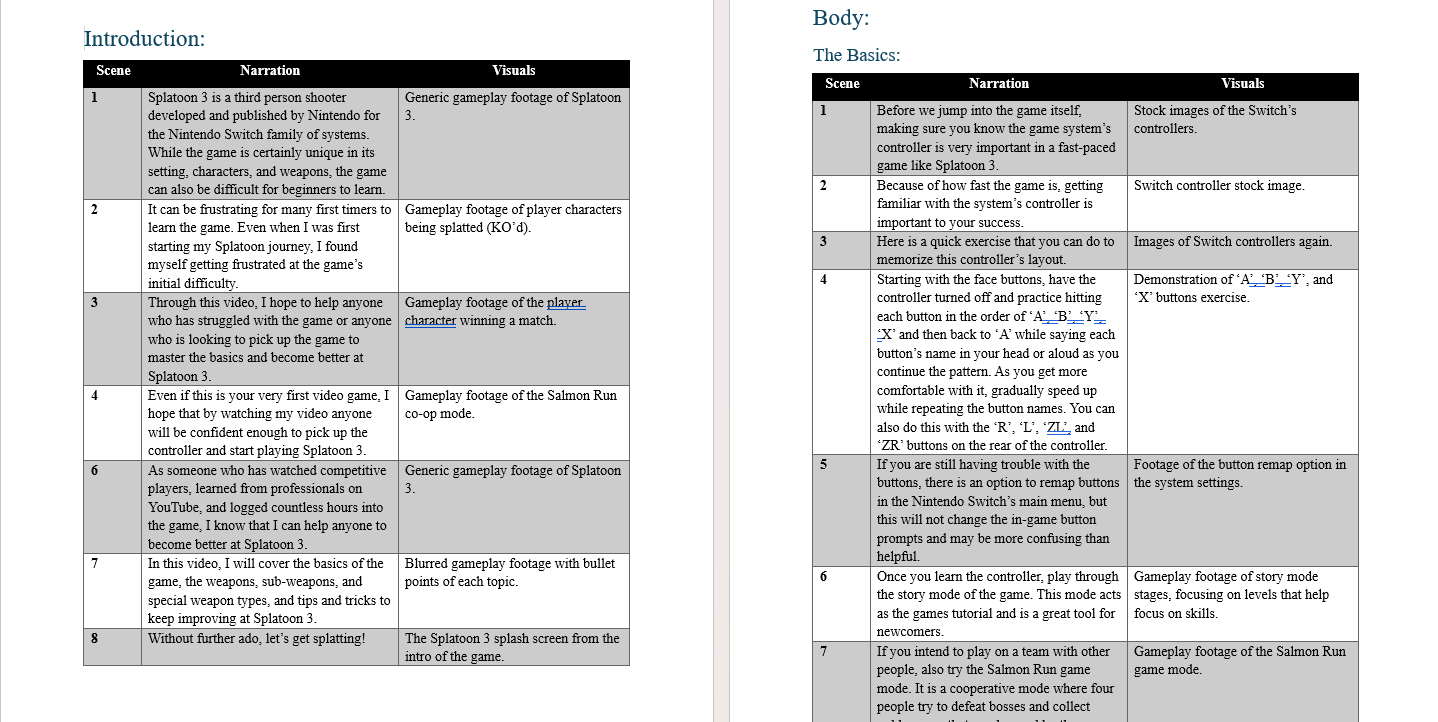 Introduction:
Scene Narration Visuals
1 Splatoon 3 is a third person shooter
developed and published by Nintendo for
the Nintendo Switch family of systems.
While the game is certainly unique in its
setting, characters, and weapons, the game
can also be difficult for beginners to learn.
Generic gameplay footage of Splatoon
3.
2 It can be frustrating for many first timers to
learn the game. Even when I was first
starting my Splatoon journey, I found
myself getting frustrated at the game’s
initial difficulty.
Gameplay footage of player characters
being splatted (KO’d).
3 Through this video, I hope to help anyone
who has struggled with the game or anyone
who is looking to pick up the game to
master the basics and become better at
Splatoon 3.
Gameplay footage of the player
character winning a match.
4 Even if this is your very first video game, I
hope that by watching my video anyone
will be confident enough to pick up the
controller and start playing Splatoon 3.
Gameplay footage of the Salmon Run
co-op mode.
6 As someone who has watched competitive
players, learned from professionals on
YouTube, and logged countless hours into
the game, I know that I can help anyone to
become better at Splatoon 3.
Generic gameplay footage of Splatoon
3.
7 In this video, I will cover the basics of the
game, the weapons, sub-weapons, and
special weapon types, and tips and tricks to
keep improving at Splatoon 3.
Blurred gameplay footage with bullet
points of each topic.
8 Without further ado, let’s get splatting!
The Splatoon 3 splash screen from the
intro of the game.
Body:
The Basics:
Scene Narration Visuals
1 Before we jump into the game itself,
making sure you know the game system’s
controller is very important in a fast-paced
game like Splatoon 3.
Stock images of the Switch’s
controllers.
2 Because of how fast the game is, getting
familiar with the system’s controller is
important to your success.
Switch controller stock image.
3 Here is a quick exercise that you can do to
memorize this controller’s layout.
Images of Switch controllers again.
4 Starting with the face buttons, have the
controller turned off and practice hitting
each button in the order of ‘A’, ‘B’, ‘Y’,
‘X’ and then back to ‘A’ while saying each
button’s name in your head or aloud as you
continue the pattern. As you get more
comfortable with it, gradually speed up
while repeating the button names. You can
also do this with the ‘R’, ‘L’, ‘ZL’, and
‘ZR’ buttons on the rear of the controller.
Demonstration of ‘A’, ‘B’, ‘Y’, and
‘X’ buttons exercise.
5 If you are still having trouble with the
buttons, there is an option to remap buttons
in the Nintendo Switch’s main menu, but
this will not change the in-game button
prompts and may be more confusing than
helpful.
Footage of the button remap option in
the system settings.
6 Once you learn the controller, play through
the story mode of the game. This mode acts
as the games tutorial and is a great tool for
newcomers.
Gameplay footage of story mode
stages, focusing on levels that help
focus on skills.
7 If you intend to play on a team with other
people, also try the Salmon Run game
mode. It is a cooperative mode where four
people try to defeat bosses and collect
Gameplay footage of the Salmon Run
game mode.